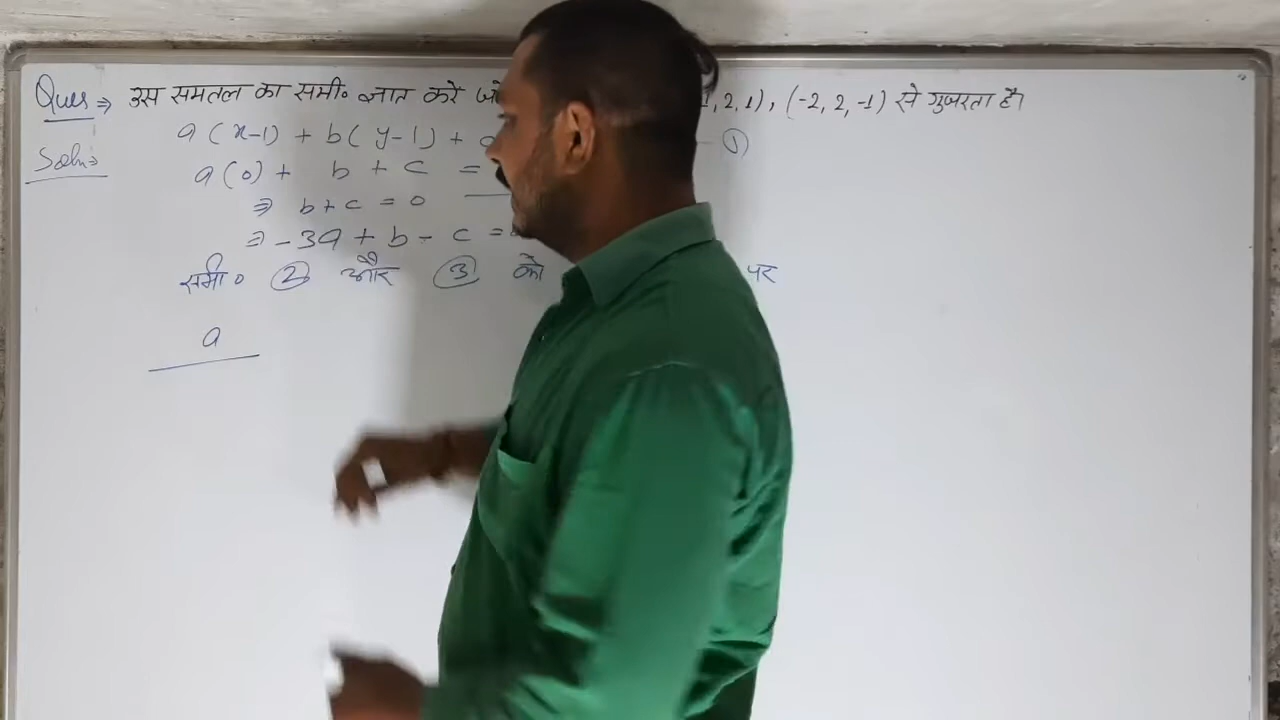 Ques ⇒ उस समतल का समी० ज्ञात करे जो 1, 2, 1), (-2, 2, -1) से गुजरता है।
Soln ⇒ a(x-1) + b(y-1) + — ①
a(0) + b + c =
⇒ b + c = 0
⇒ -3a + b - c =
समी० ② और ③ को पर
a